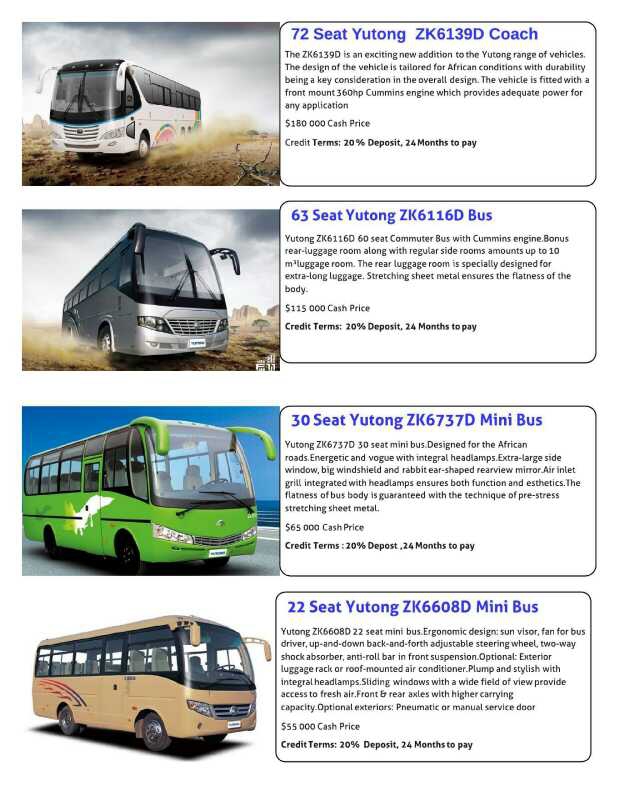 72 Seat Yutong ZK6139D Coach
The ZK6139D is an exciting new addition to the Yutong range of vehicles.
The design of the vehicle is tailored for African conditions with durability
being a key consideration in the overall design. The vehicle is fitted with a
front mount 360hp Cummins engine which provides adequate power for
any application
$180 000 Cash Price
Credit Terms: 20% Deposit, 24 Months to pay
63 Seat Yutong ZK6116D Bus
Yutong ZK6116D 60 seat Commuter Bus with Cummins engine.Bonus
rear-luggage room along with regular side rooms amounts up to 10
m³luggage room. The rear luggage room is specially designed for
extra-long luggage. Stretching sheet metal ensures the flatness of the
body.
$115 000 Cash Price
Credit Terms: 20% Deposit, 24 Months to pay
YUTONG
30 Seat Yutong ZK6737D Mini Bus
Yutong ZK6737D 30 seat mini bus.Designed for the African
roads.Energetic and vogue with integral headlamps.Extra-large side
window, big windshield and rabbit ear-shaped rearview mirror.Air inlet
grill integrated with headlamps ensures both function and esthetics.The
flatness of bus body is guaranteed with the technique of pre-stress
stretching sheet metal.
$65 000 Cash Price
Credit Terms : 20% Depost ,24 Months to pay
YUTONG
22 Seat Yutong ZK6608D Mini Bus
Yutong ZK6608D 22 seat mini bus.Ergonomic design: sun visor, fan for bus
driver, up-and-down back-and-forth adjustable steering wheel, two-way
shock absorber, anti-roll bar in front suspension.Optional: Exterior
luggage rack or roof-mounted air conditioner.Plump and stylish with
integral headlamps.Sliding windows with a wide field of view provide
access to fresh air.Front & rear axles with higher carrying
capacity.Optional exteriors: Pneumatic or manual service door
$55 000 Cash Price
Credit Terms: 20% Deposit, 24 Months to pay
YUTONG